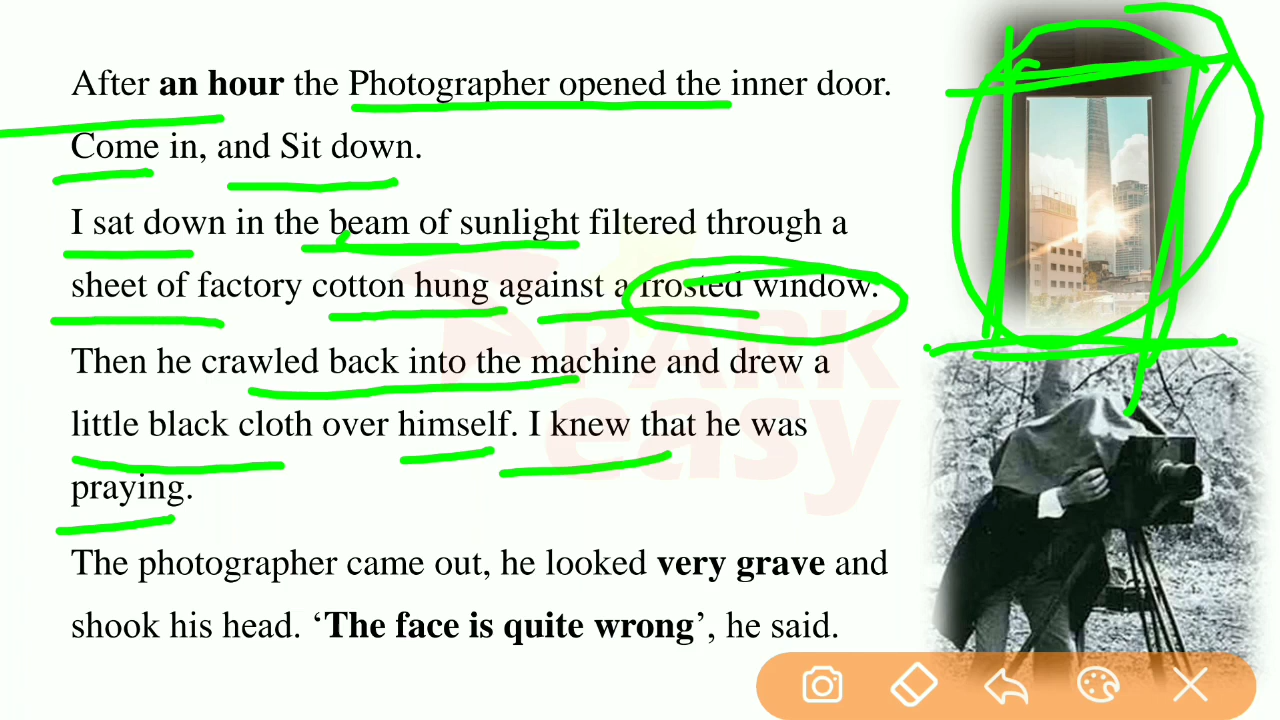 After an hour the Photographer opened the inner door.
Come in, and Sit down.
I sat down in the beam of sunlight filtered through a
sheet of factory cotton hung against a frosted window.
Then he crawled back into the machine and drew a
little black cloth over himself. I knew that he was
praying.
The photographer came out, he looked very grave and
shook his head. ‘The face is quite wrong’, he said.
PARK
easy